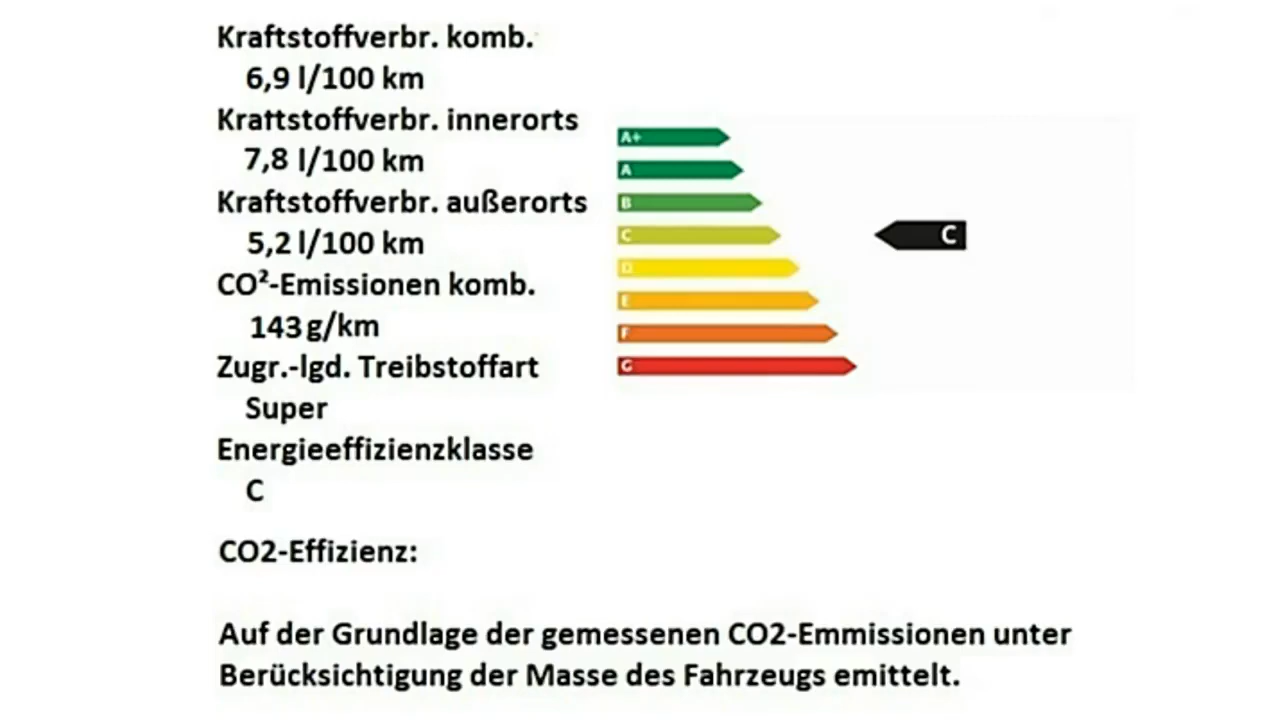 Kraftstoffverbr. komb.
6,9 l/100 km
Krattstoffverbr. innerorts
7,8 l/100 km
Kraftstoffverbr. außerorts
5,2 l/100 km
CO²-Emissionen komb.
143 g/km
Zugr.-lgd. Treibstoffart
Super
Energieeffizienzklasse
C
A+
A
B
C
D
E
F
G
C
CO2-Effizienz:
Auf der Grundlage der gemessenen CO2-Emmissionen unter
Berücksichtigung der Masse des Fahrzeugs emittelt.